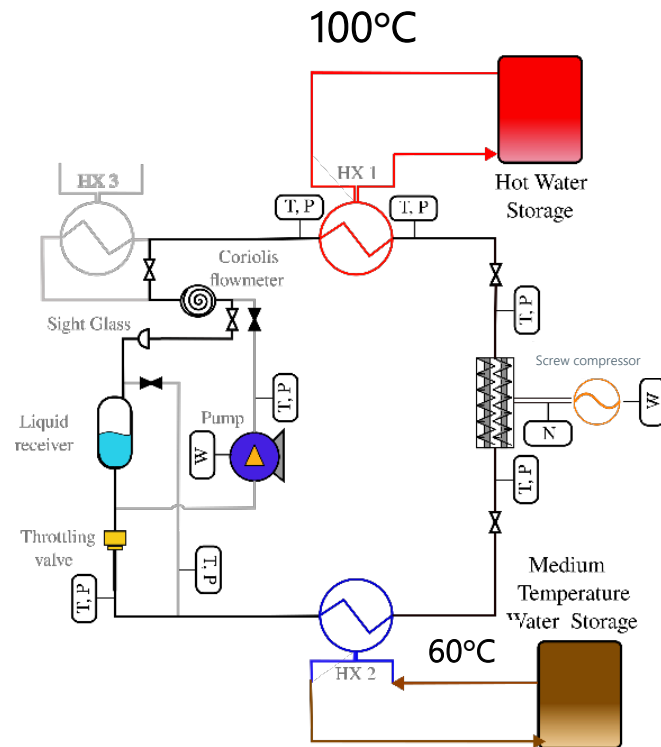 100°C
HX 3
HX 1
T, P
T, P
Hot Water
Storage
Coriolis
flowmeter
Sight Glass
T, P
Screw compressor
Liquid
receiver
Pump
T, P
W
N
W
T, P
Throttling
valve
T, P
T, P
Medium
Temperature
Water Storage
60°C
HX 2